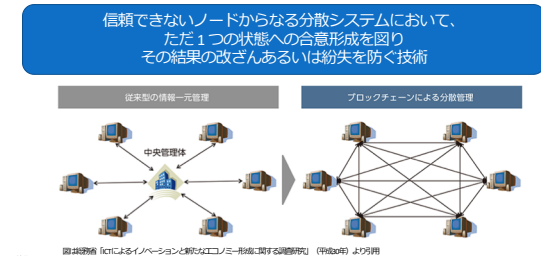 信頼できないノードからなる分散システムにおいて、
ただ１つの状態への合意形成を図り
その結果の改ざんあるいは紛失を防ぐ技術
従来型の情報一元管理
ブロックチェーンによる分散管理
中央管理体
図は総務省「ICTによるイノベーションと新たなエコノミー形成に関する調査研究」（平成30年）より引用